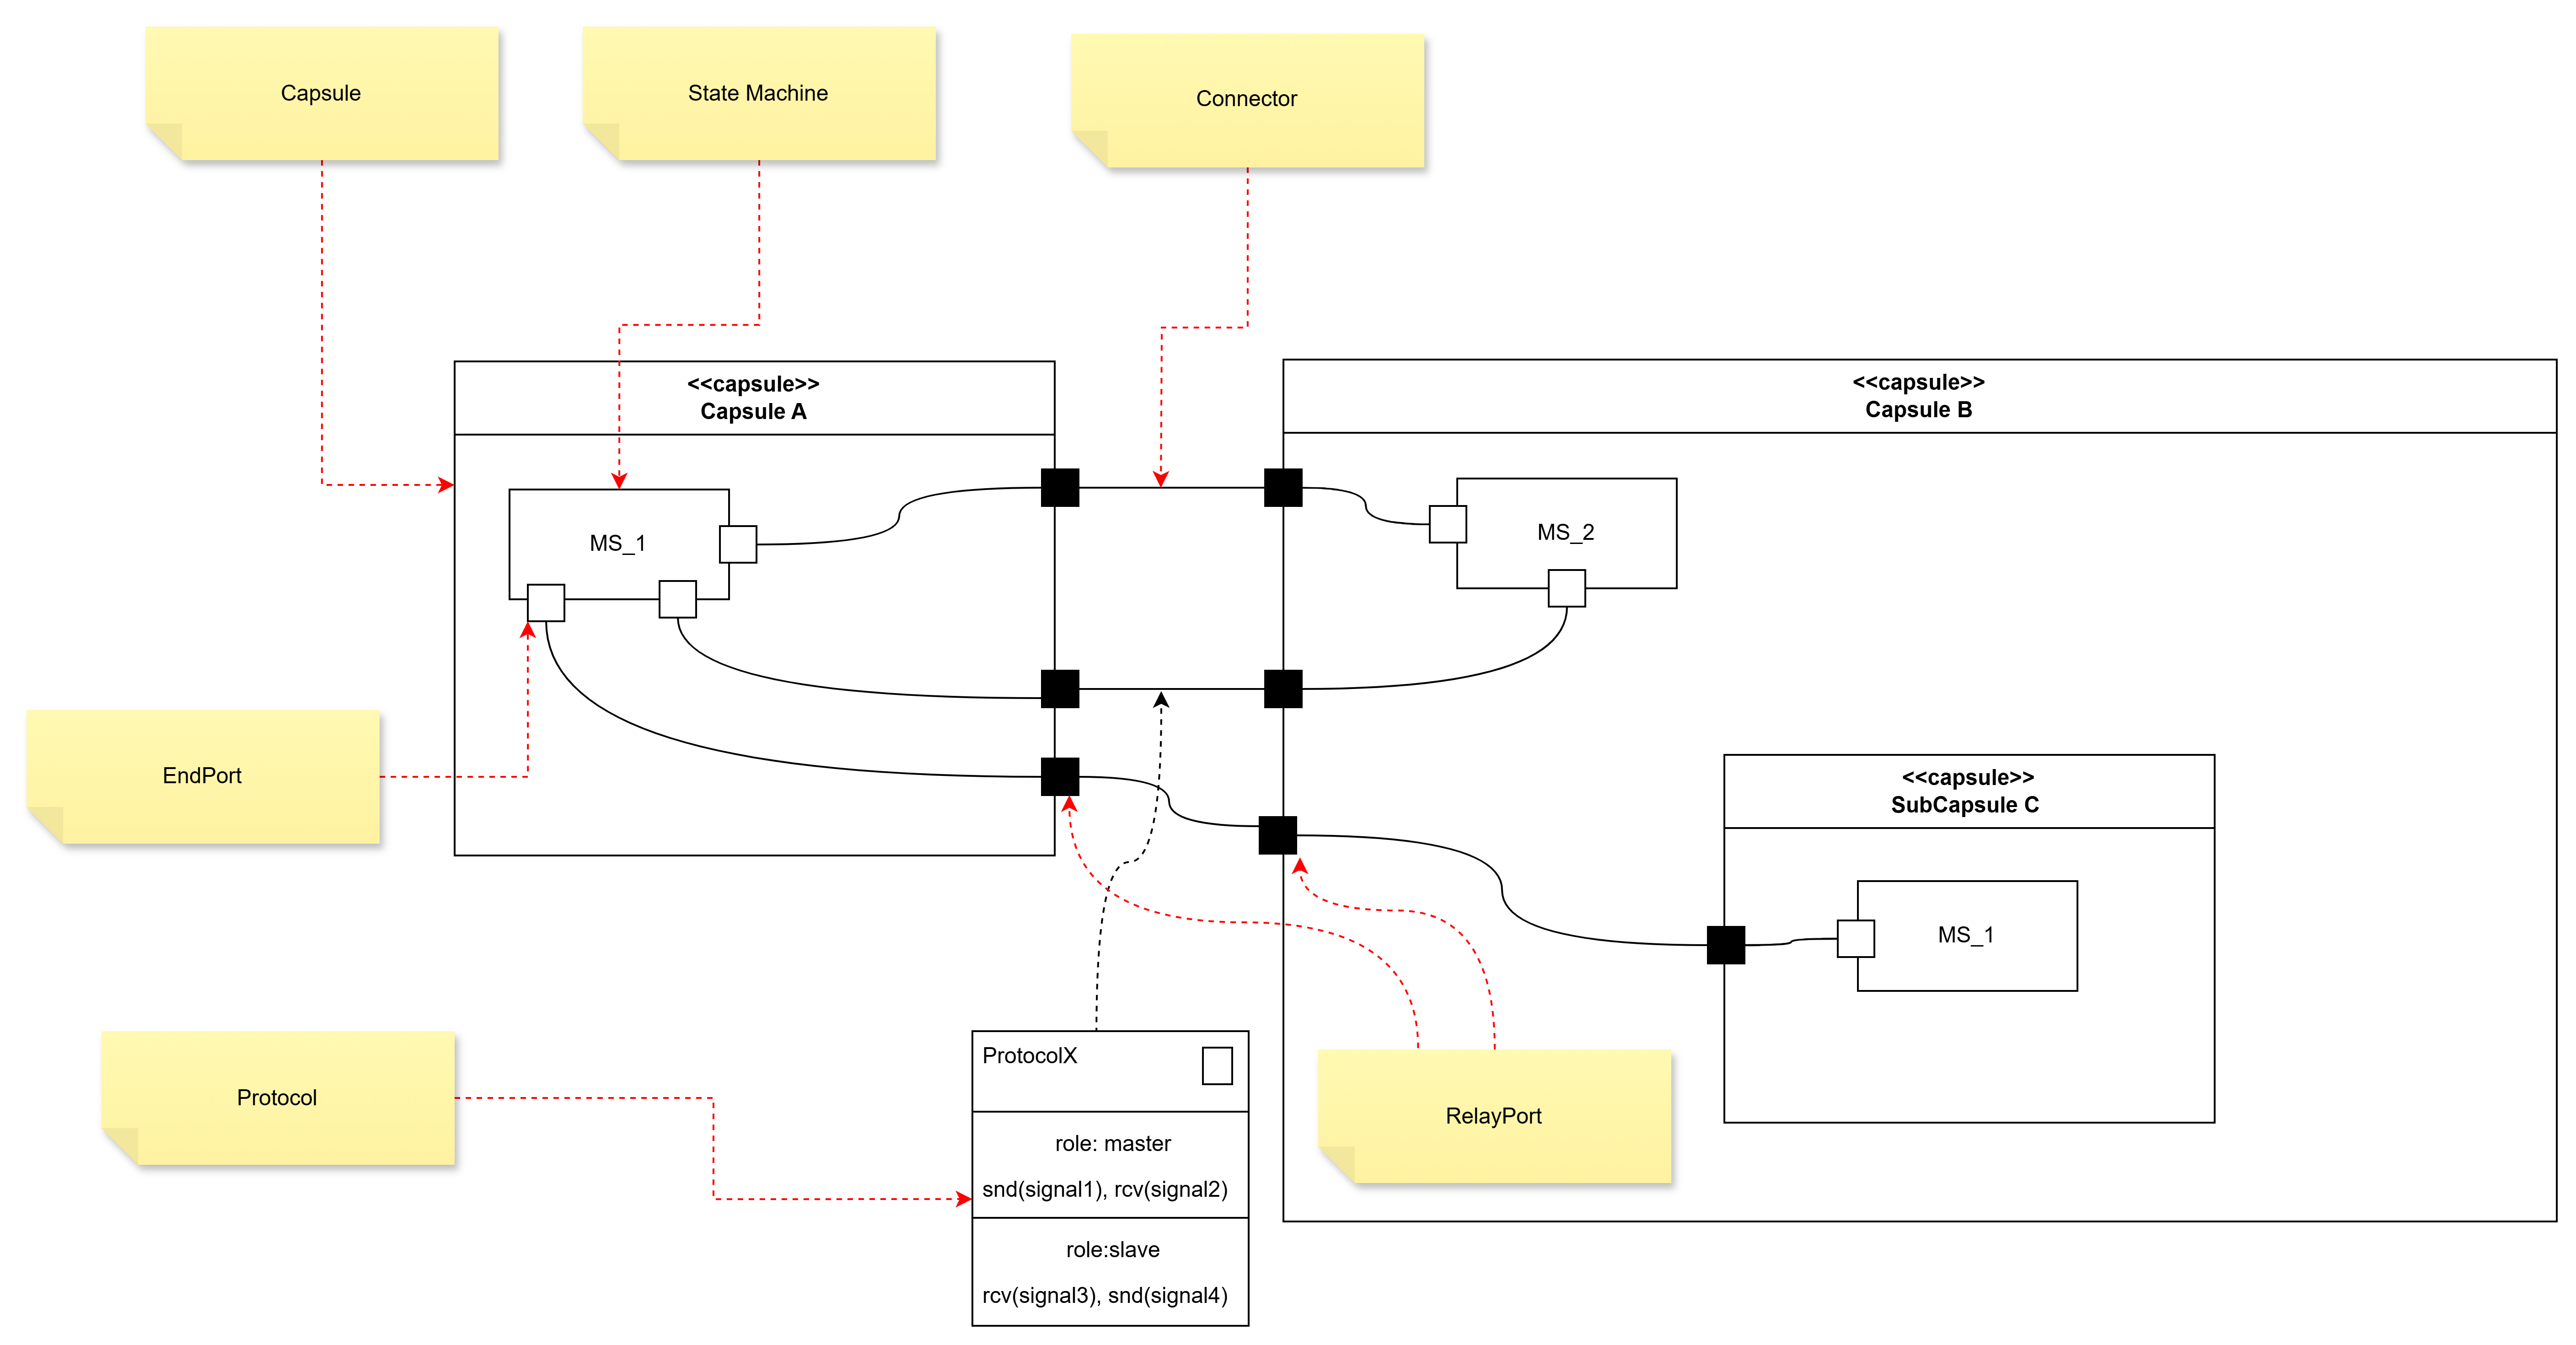 Capsule
State Machine
Connector
<<capsule>>
Capsule A
<<capsule>>
Capsule B
MS_1
MS_2
EndPort
<<capsule>>
SubCapsule C
MS_1
Protocol
ProtocolX
role: master
snd(signal1), rcv(signal2)
role:slave
rcv(signal3), snd(signal4)
RelayPort